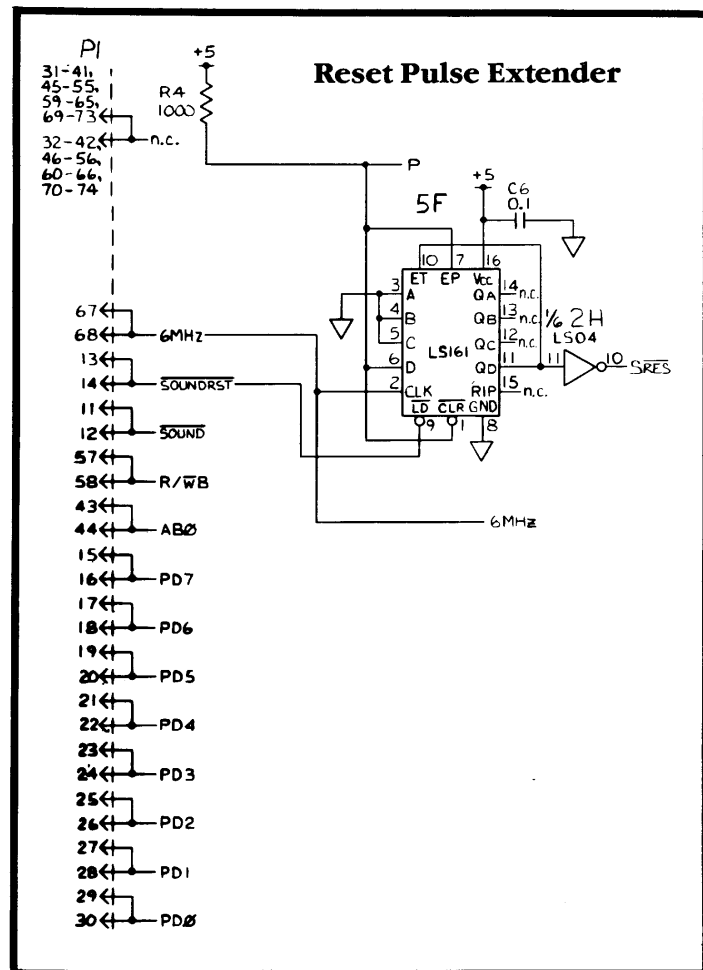 Reset Pulse Extender
P1
31-41,
45-55,
59-65,
69-73
n.c.
32-42,
46-56,
60-66,
70-74
+5
R4
1000
P
5F
+5
C6
0.1
10
7
16
ET
EP
Vcc
3
A
QA
14
n.c.
4
B
QB
13
n.c.
5
C
QC
12
n.c.
LS161
6
D
QD
11
2
CLK
RIP
15
n.c.
LD
CLR
GND
9
1
8
1/6 2H
LS04
11
10
SRES
67
68
6MHz
13
14
SOUNDRST
11
12
SOUND
57
58
R/WB
43
44
ABØ
6MHz
15
16
PD7
17
18
PD6
19
20
PD5
21
22
PD4
23
24
PD3
25
26
PD2
27
28
PD1
29
30
PDØ